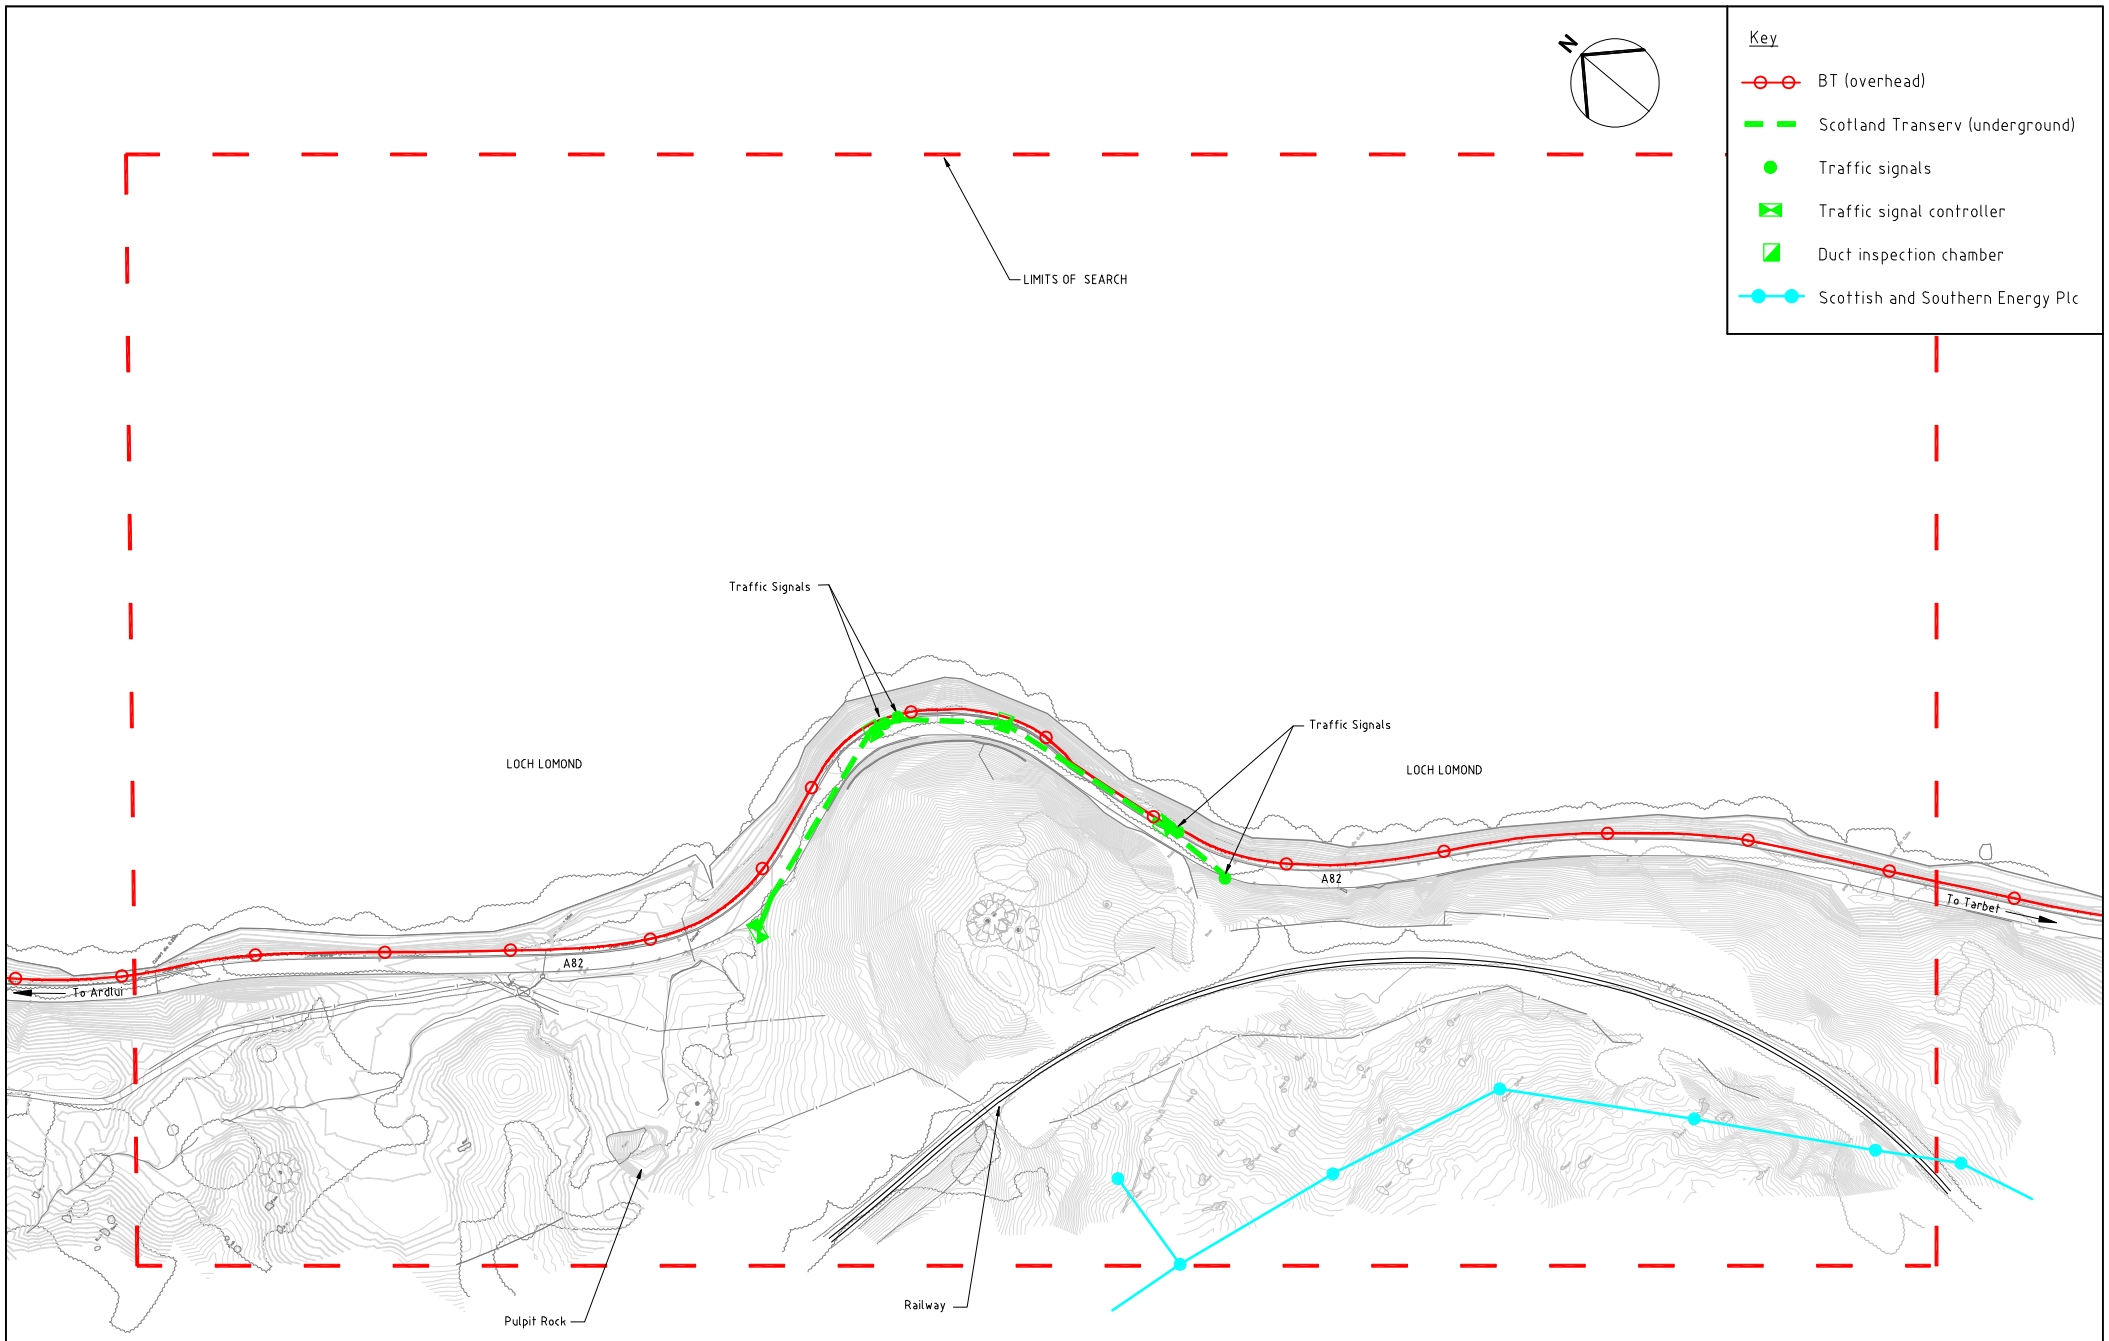 N
Key
BT (overhead)
Scotland Transerv (underground)
Traffic signals
Traffic signal controller
Duct inspection chamber
Scottish and Southern Energy Plc
LIMITS OF SEARCH
Traffic Signals
Traffic Signals
LOCH LOMOND
LOCH LOMOND
A82
To Tarbet
A82
To Ardlui
Railway
Pulpit Rock